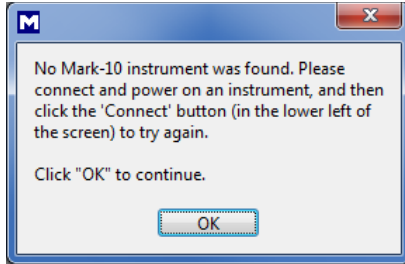 M
No Mark-10 instrument was found. Please
connect and power on an instrument, and then
click the 'Connect' button (in the lower left of
the screen) to try again.
Click "OK" to continue.
OK